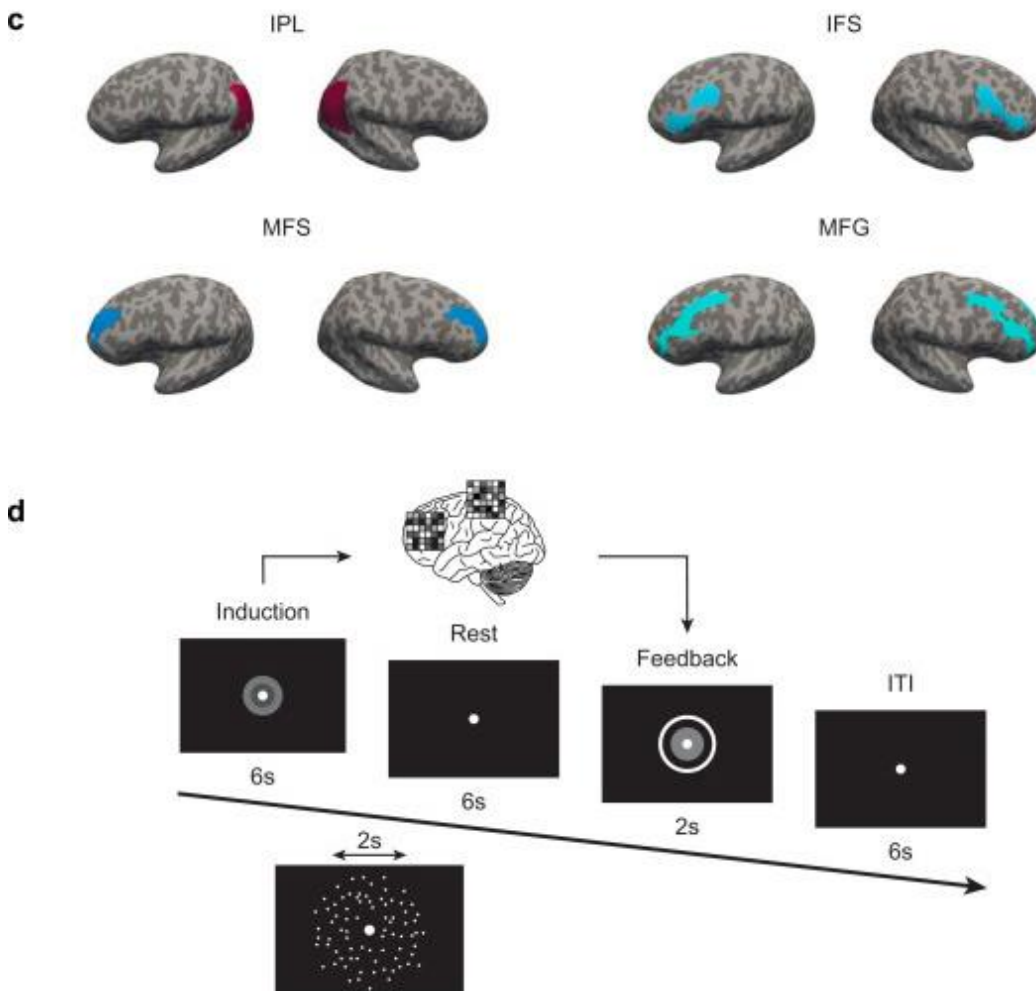 c
IPL
IFS
MFS
MFG
d
Induction
Rest
Feedback
ITI
6s
6s
2s
6s
2s